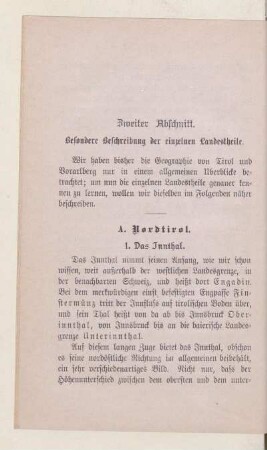 Zweiter Abschnitt.
Besondere Beschreibung der einzelnen Landestheile.
Wir haben bisher die Geographie von Tirol und
Vorarlberg nur in einem allgemeinen Überblicke be-
trachtet; um nun die einzelnen Landestheile genauer ken-
nen zu lernen, wollen wir dieselben im Folgenden näher
beschreiben.
A. Nordtirol.
1. Das Innthal.
Das Innthal nimmt seinen Anfang, wie wir schon
wissen, weit außerhalb der westlichen Landesgrenze, in
der benachbarten Schweiz, und heißt dort Engadin.
Bei dem merkwürdigen einst befestigten Engpasse Fin-
stermünz tritt der Innfluss auf tirolischen Boden über,
und sein Thal heißt von da ab bis Innsbruck Ober-
innthal, von Innsbruck bis an die baierische Landes-
grenze Unterinnthal.
Auf diesem langen Zuge bietet das Innthal, obschon
es seine nordöstliche Richtung im allgemeinen beibehält,
ein sehr verschiedenartiges Bild. Nicht nur, daß der
Höhenunterschied zwischen dem obersten und dem unter-